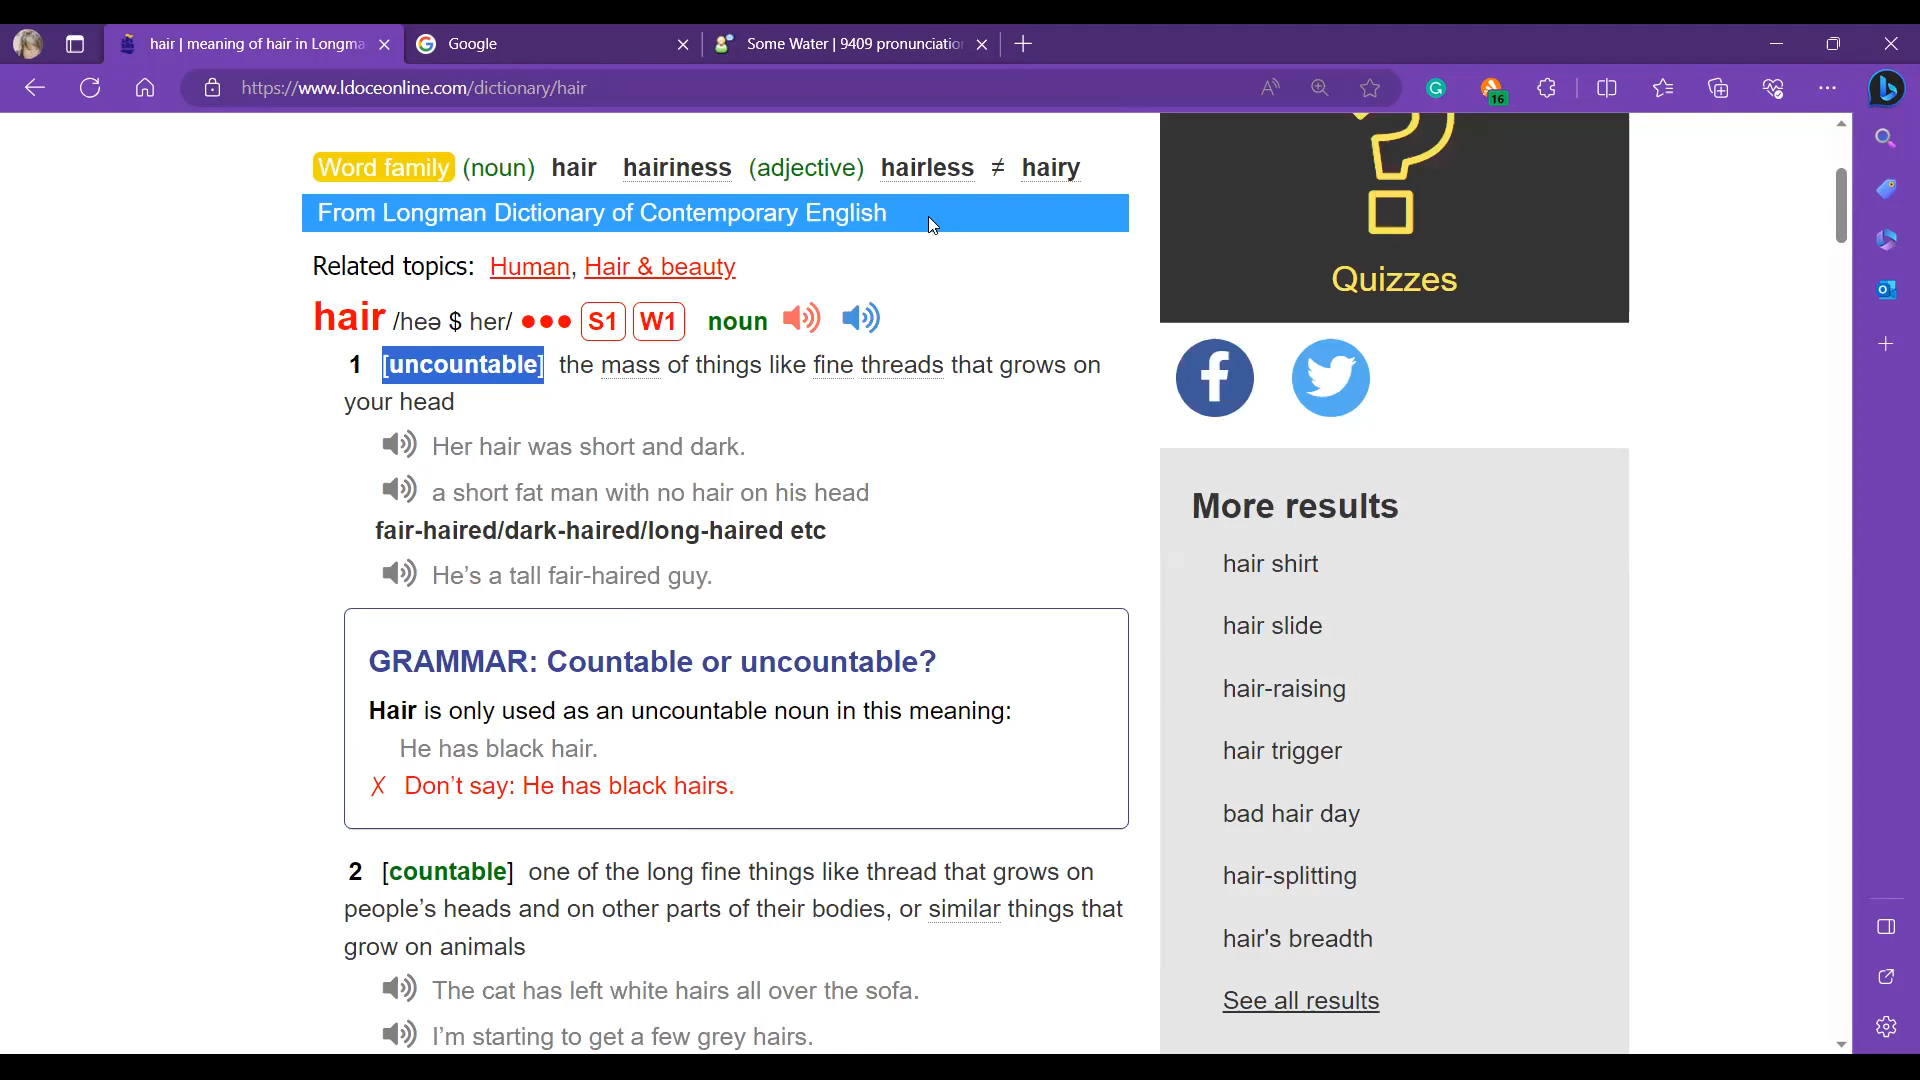 hair | meaning of hair in Longma
Google
Some Water | 9409 pronunciatio
https://www.ldoceonline.com/dictionary/hair
16
Word family (noun) hair hairiness (adjective) hairless ≠ hairy
From Longman Dictionary of Contemporary English
Related topics: Human, Hair & beauty
hair /heə $ her/ ●●● S1 W1 noun
1 [uncountable] the mass of things like fine threads that grows on
your head
Her hair was short and dark.
a short fat man with no hair on his head
fair-haired/dark-haired/long-haired etc
He’s a tall fair-haired guy.
GRAMMAR: Countable or uncountable?
Hair is only used as an uncountable noun in this meaning:
He has black hair.
✗ Don’t say: He has black hairs.
2 [countable] one of the long fine things like thread that grows on
people’s heads and on other parts of their bodies, or similar things that
grow on animals
The cat has left white hairs all over the sofa.
I’m starting to get a few grey hairs.
Quizzes
More results
hair shirt
hair slide
hair-raising
hair trigger
bad hair day
hair-splitting
hair's breadth
See all results